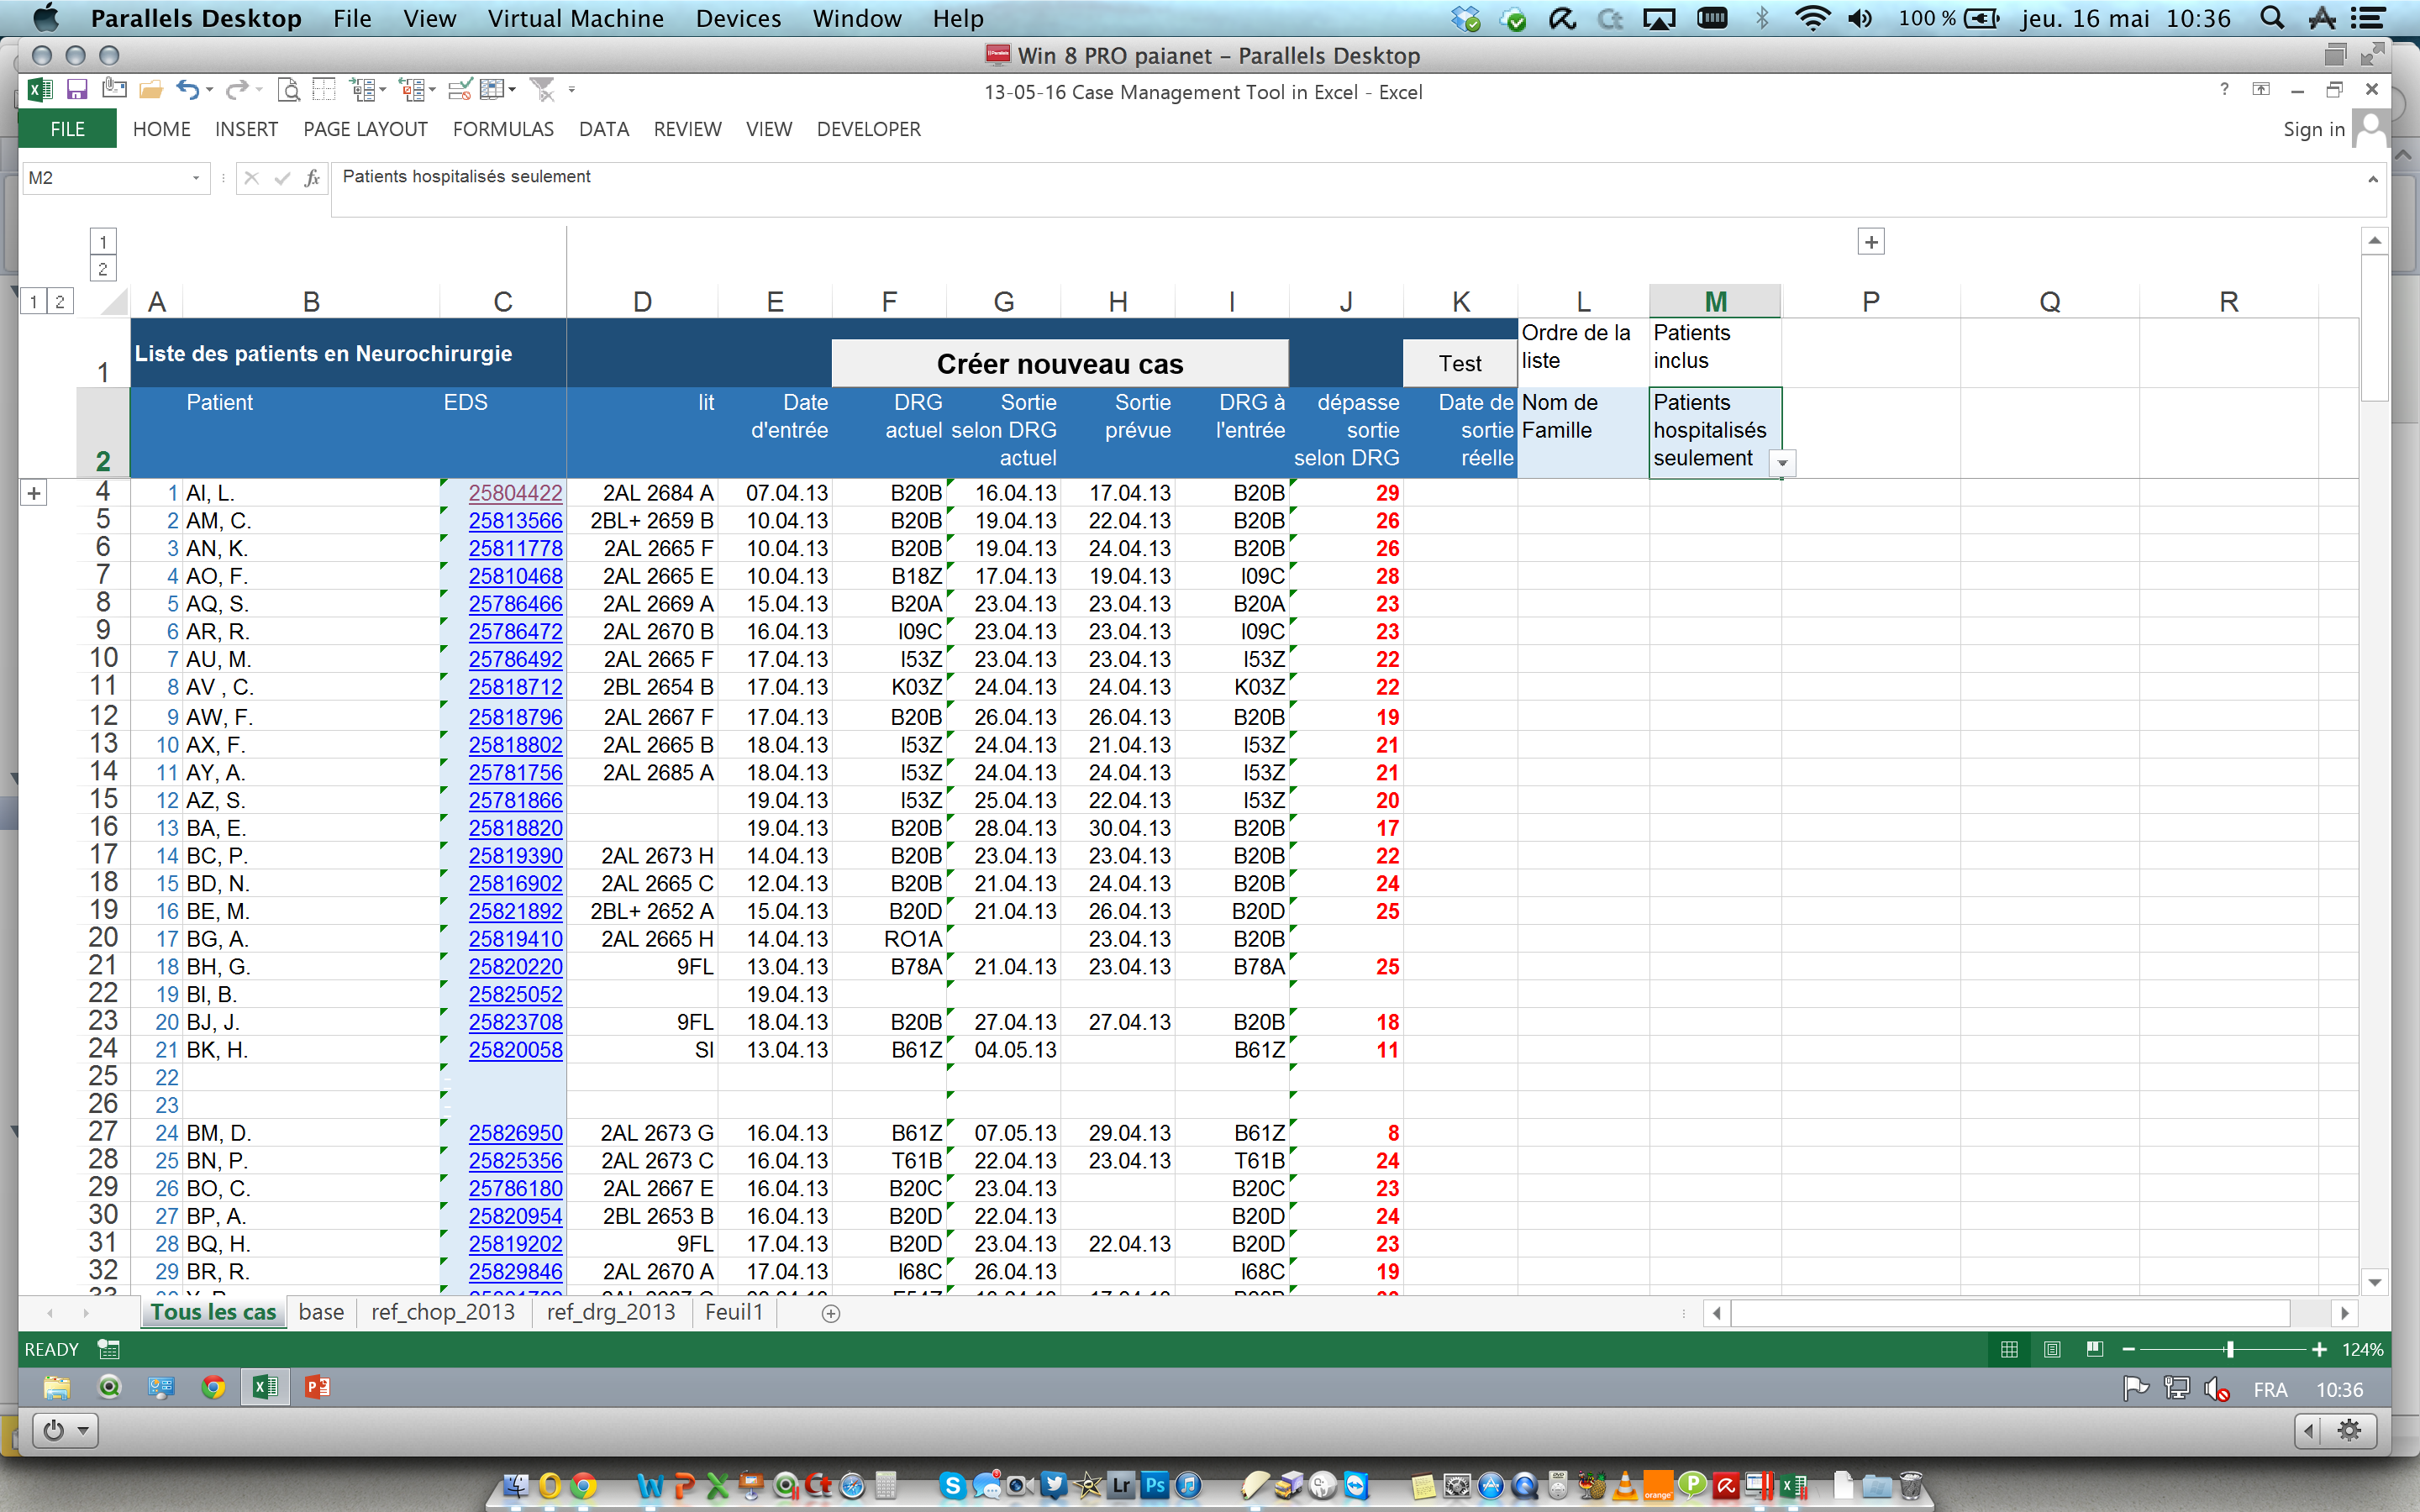 Parallels Desktop File View Virtual Machine Devices Window Help 100 % jeu. 16 mai 10:36
Win 8 PRO paianet – Parallels Desktop
13-05-16 Case Management Tool in Excel - Excel
FILE HOME INSERT PAGE LAYOUT FORMULAS DATA REVIEW VIEW DEVELOPER Sign in
M2 fx Patients hospitalisés seulement
1
2
1 2 A B C D E F G H I J K L M P Q R
1 Liste des patients en Neurochirurgie Créer nouveau cas Test Ordre de la liste Patients inclus
2 Patient EDS lit Date d'entrée DRG actuel Sortie selon DRG actuel Sortie prévue DRG à l'entrée dépasse sortie selon DRG Date de sortie réelle Nom de Famille Patients hospitalisés seulement
4 1 AI, L. 25804422 2AL 2684 A 07.04.13 B20B 16.04.13 17.04.13 B20B 29
5 2 AM, C. 25813566 2BL+ 2659 B 10.04.13 B20B 19.04.13 22.04.13 B20B 26
6 3 AN, K. 25811778 2AL 2665 F 10.04.13 B20B 19.04.13 24.04.13 B20B 26
7 4 AO, F. 25810468 2AL 2665 E 10.04.13 B18Z 17.04.13 19.04.13 I09C 28
8 5 AQ, S. 25786466 2AL 2669 A 15.04.13 B20A 23.04.13 23.04.13 B20A 23
9 6 AR, R. 25786472 2AL 2670 B 16.04.13 I09C 23.04.13 23.04.13 I09C 23
10 7 AU, M. 25786492 2AL 2665 F 17.04.13 I53Z 23.04.13 23.04.13 I53Z 22
11 8 AV , C. 25818712 2BL 2654 B 17.04.13 K03Z 24.04.13 24.04.13 K03Z 22
12 9 AW, F. 25818796 2AL 2667 F 17.04.13 B20B 26.04.13 26.04.13 B20B 19
13 10 AX, F. 25818802 2AL 2665 B 18.04.13 I53Z 24.04.13 21.04.13 I53Z 21
14 11 AY, A. 25781756 2AL 2685 A 18.04.13 I53Z 24.04.13 24.04.13 I53Z 21
15 12 AZ, S. 25781866 19.04.13 I53Z 25.04.13 22.04.13 I53Z 20
16 13 BA, E. 25818820 19.04.13 B20B 28.04.13 30.04.13 B20B 17
17 14 BC, P. 25819390 2AL 2673 H 14.04.13 B20B 23.04.13 23.04.13 B20B 22
18 15 BD, N. 25816902 2AL 2665 C 12.04.13 B20B 21.04.13 24.04.13 B20B 24
19 16 BE, M. 25821892 2BL+ 2652 A 15.04.13 B20D 21.04.13 26.04.13 B20D 25
20 17 BG, A. 25819410 2AL 2665 H 14.04.13 RO1A 23.04.13 B20B
21 18 BH, G. 25820220 9FL 13.04.13 B78A 21.04.13 23.04.13 B78A 25
22 19 BI, B. 25825052 19.04.13
23 20 BJ, J. 25823708 9FL 18.04.13 B20B 27.04.13 27.04.13 B20B 18
24 21 BK, H. 25820058 SI 13.04.13 B61Z 04.05.13 B61Z 11
25 22
26 23
27 24 BM, D. 25826950 2AL 2673 G 16.04.13 B61Z 07.05.13 29.04.13 B61Z 8
28 25 BN, P. 25825356 2AL 2673 C 16.04.13 T61B 22.04.13 23.04.13 T61B 24
29 26 BO, C. 25786180 2AL 2667 E 16.04.13 B20C 23.04.13 B20C 23
30 27 BP, A. 25820954 2BL 2653 B 16.04.13 B20D 22.04.13 B20D 24
31 28 BQ, H. 25819202 9FL 17.04.13 B20D 23.04.13 22.04.13 B20D 23
32 29 BR, R. 25829846 2AL 2670 A 17.04.13 I68C 26.04.13 I68C 19
Tous les cas base ref_chop_2013 ref_drg_2013 Feuil1
READY 124%
FRA 10:36
Lr Ps
orange